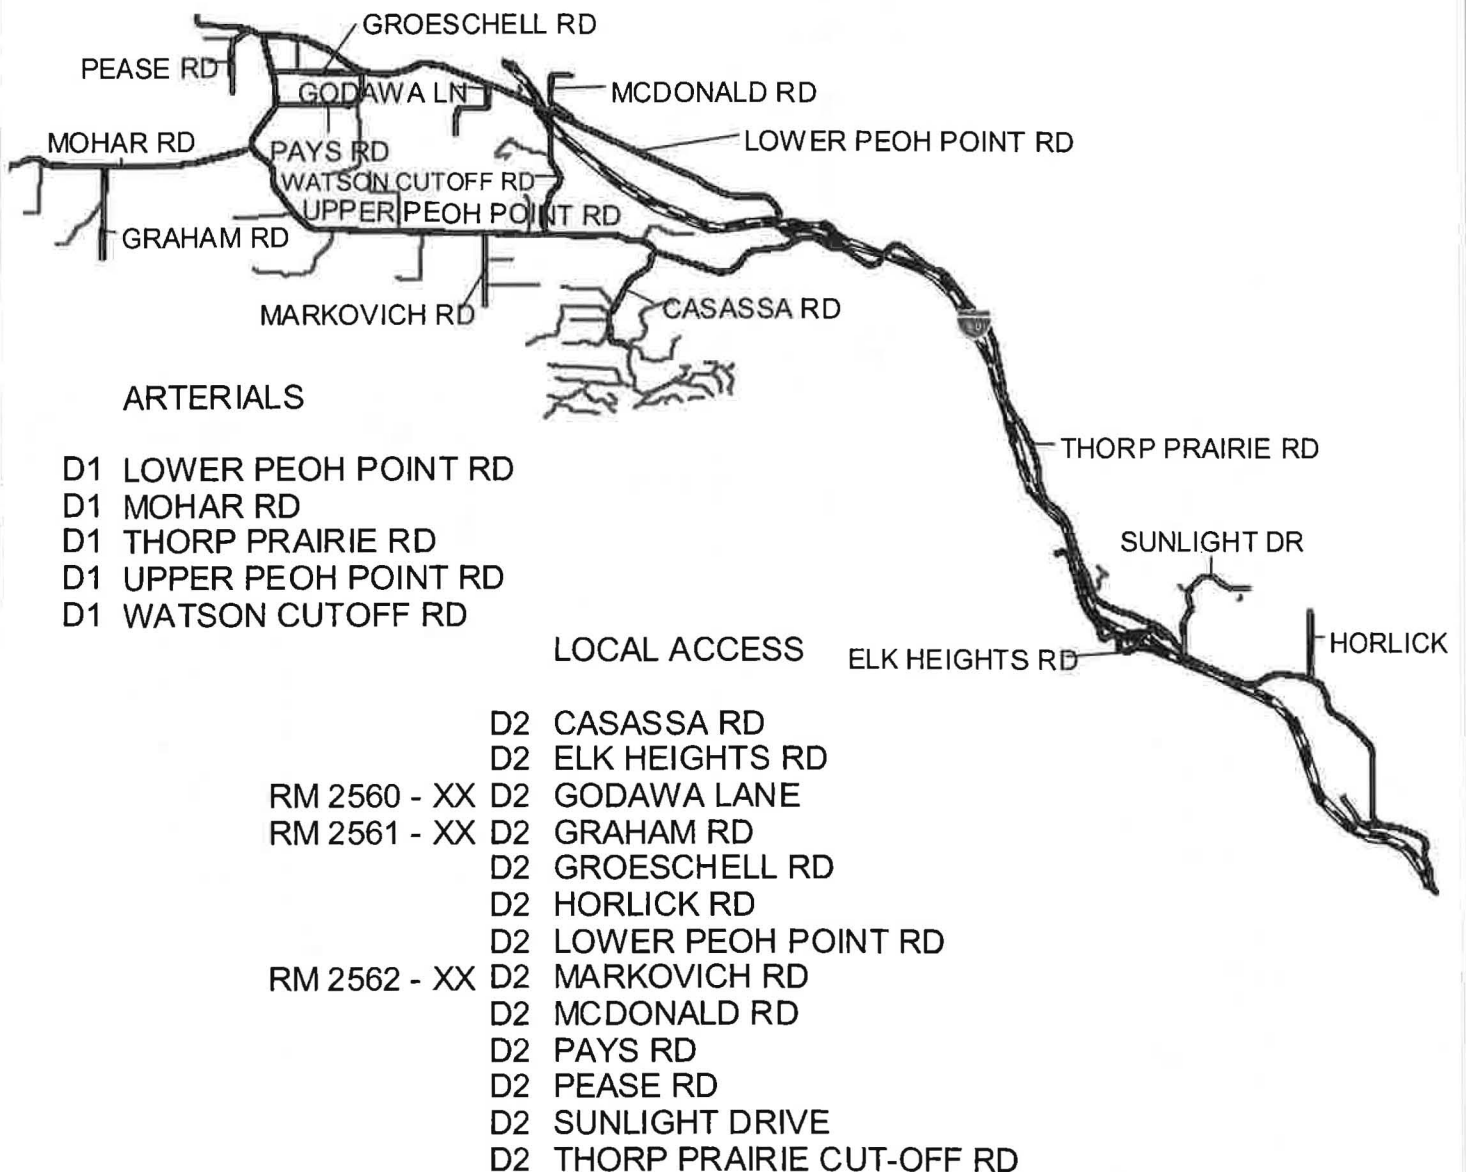 GROESCHELL RD
PEASE RD
GODAWA LN
MCDONALD RD
MOHAR RD
LOWER PEOH POINT RD
PAYS RD
WATSON CUTOFF RD
UPPER PEOH POINT RD
GRAHAM RD
MARKOVICH RD
CASASSA RD
ARTERIALS
THORP PRAIRIE RD
D1 LOWER PEOH POINT RD
D1 MOHAR RD
D1 THORP PRAIRIE RD
SUNLIGHT DR
D1 UPPER PEOH POINT RD
D1 WATSON CUTOFF RD
HORLICK
LOCAL ACCESS
ELK HEIGHTS RD
D2 CASASSA RD
D2 ELK HEIGHTS RD
RM 2560 - XX D2 GODAWA LANE
RM 2561 - XX D2 GRAHAM RD
D2 GROESCHELL RD
D2 HORLICK RD
D2 LOWER PEOH POINT RD
RM 2562 - XX D2 MARKOVICH RD
D2 MCDONALD RD
D2 PAYS RD
D2 PEASE RD
D2 SUNLIGHT DRIVE
D2 THORP PRAIRIE CUT-OFF RD